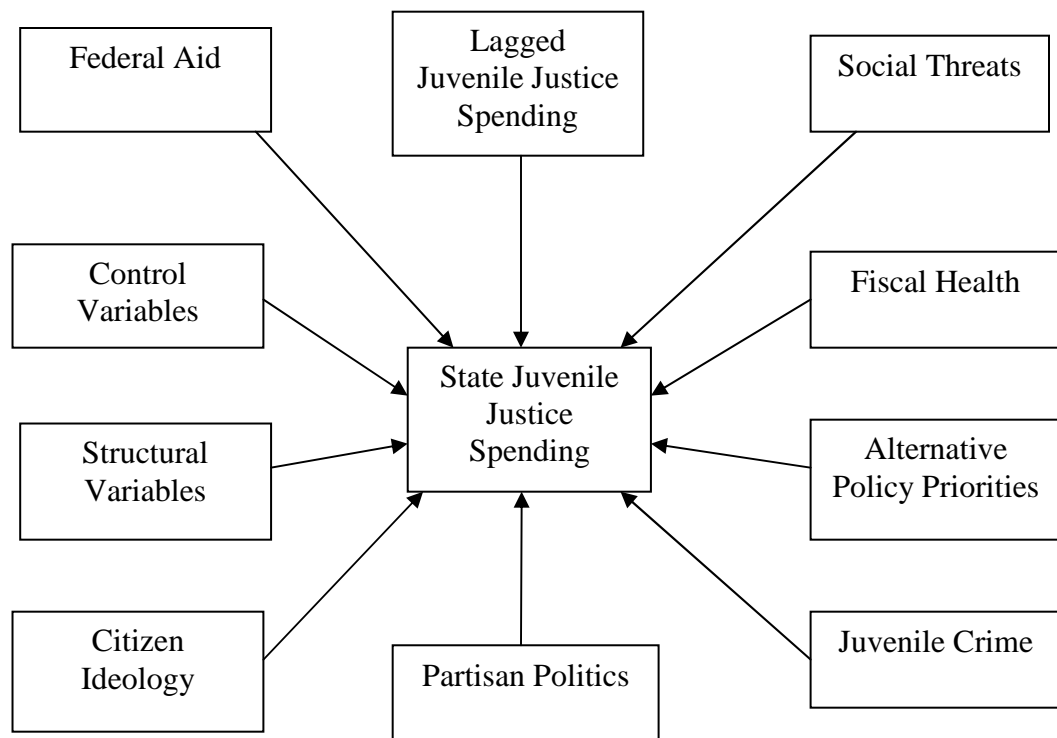 Federal Aid
Lagged
Juvenile Justice
Spending
Social Threats
Control
Variables
Fiscal Health
State Juvenile
Justice
Spending
Structural
Variables
Alternative
Policy Priorities
Citizen
Ideology
Partisan Politics
Juvenile Crime